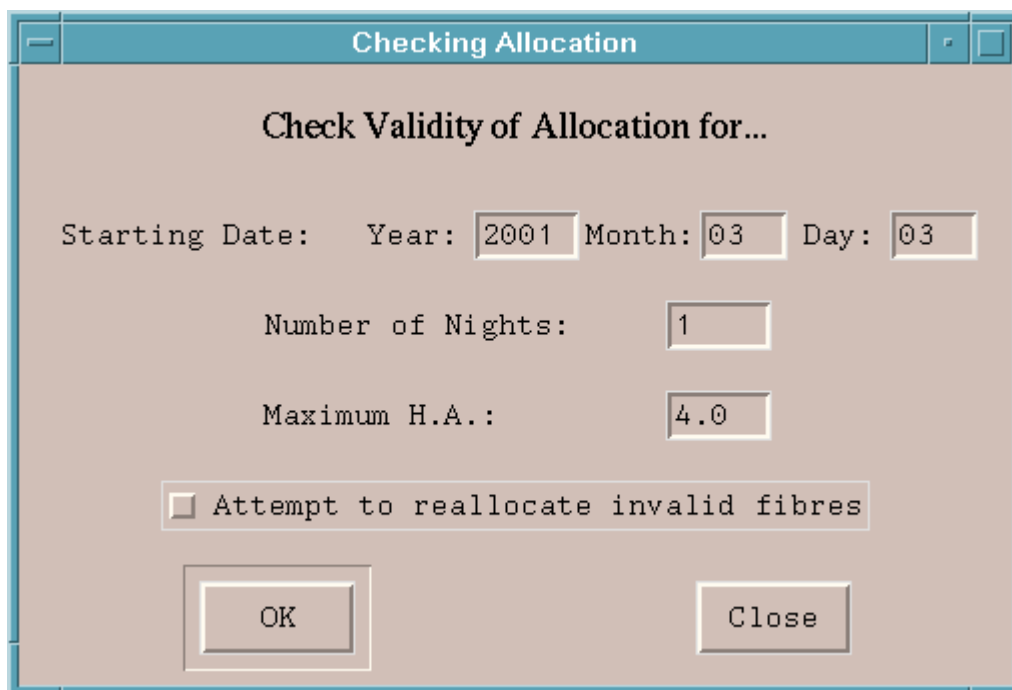 Checking Allocation
Check Validity of Allocation for...
Starting Date: Year: 2001 Month: 03 Day: 03
Number of Nights: 1
Maximum H.A.: 4.0
Attempt to reallocate invalid fibres
OK Close